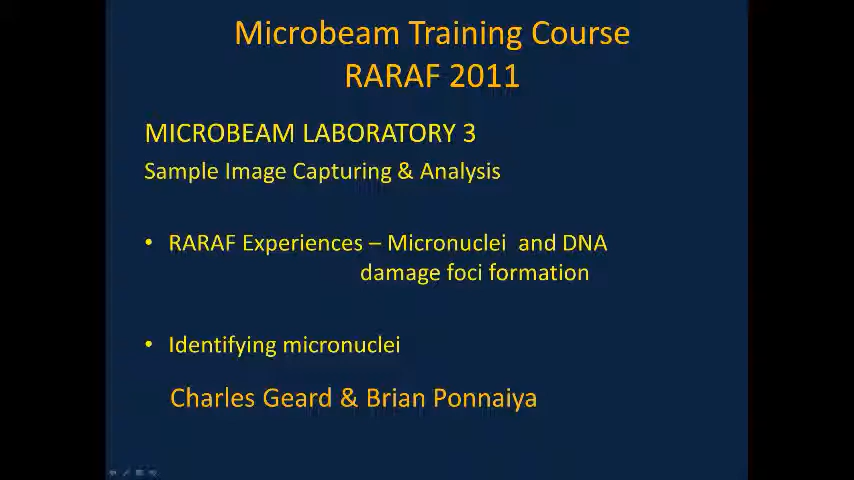 Microbeam Training Course
RARAF 2011
MICROBEAM LABORATORY 3
Sample Image Capturing & Analysis
• RARAF Experiences – Micronuclei and DNA
damage foci formation
• Identifying micronuclei
Charles Geard & Brian Ponnaiya